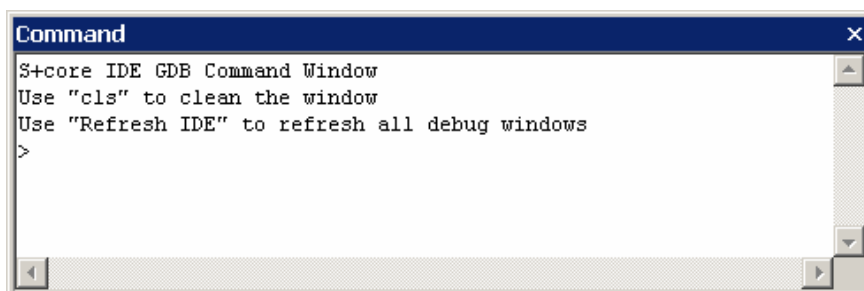 Command
S+core IDE GDB Command Window
Use "cls" to clean the window
Use "Refresh IDE" to refresh all debug windows
>